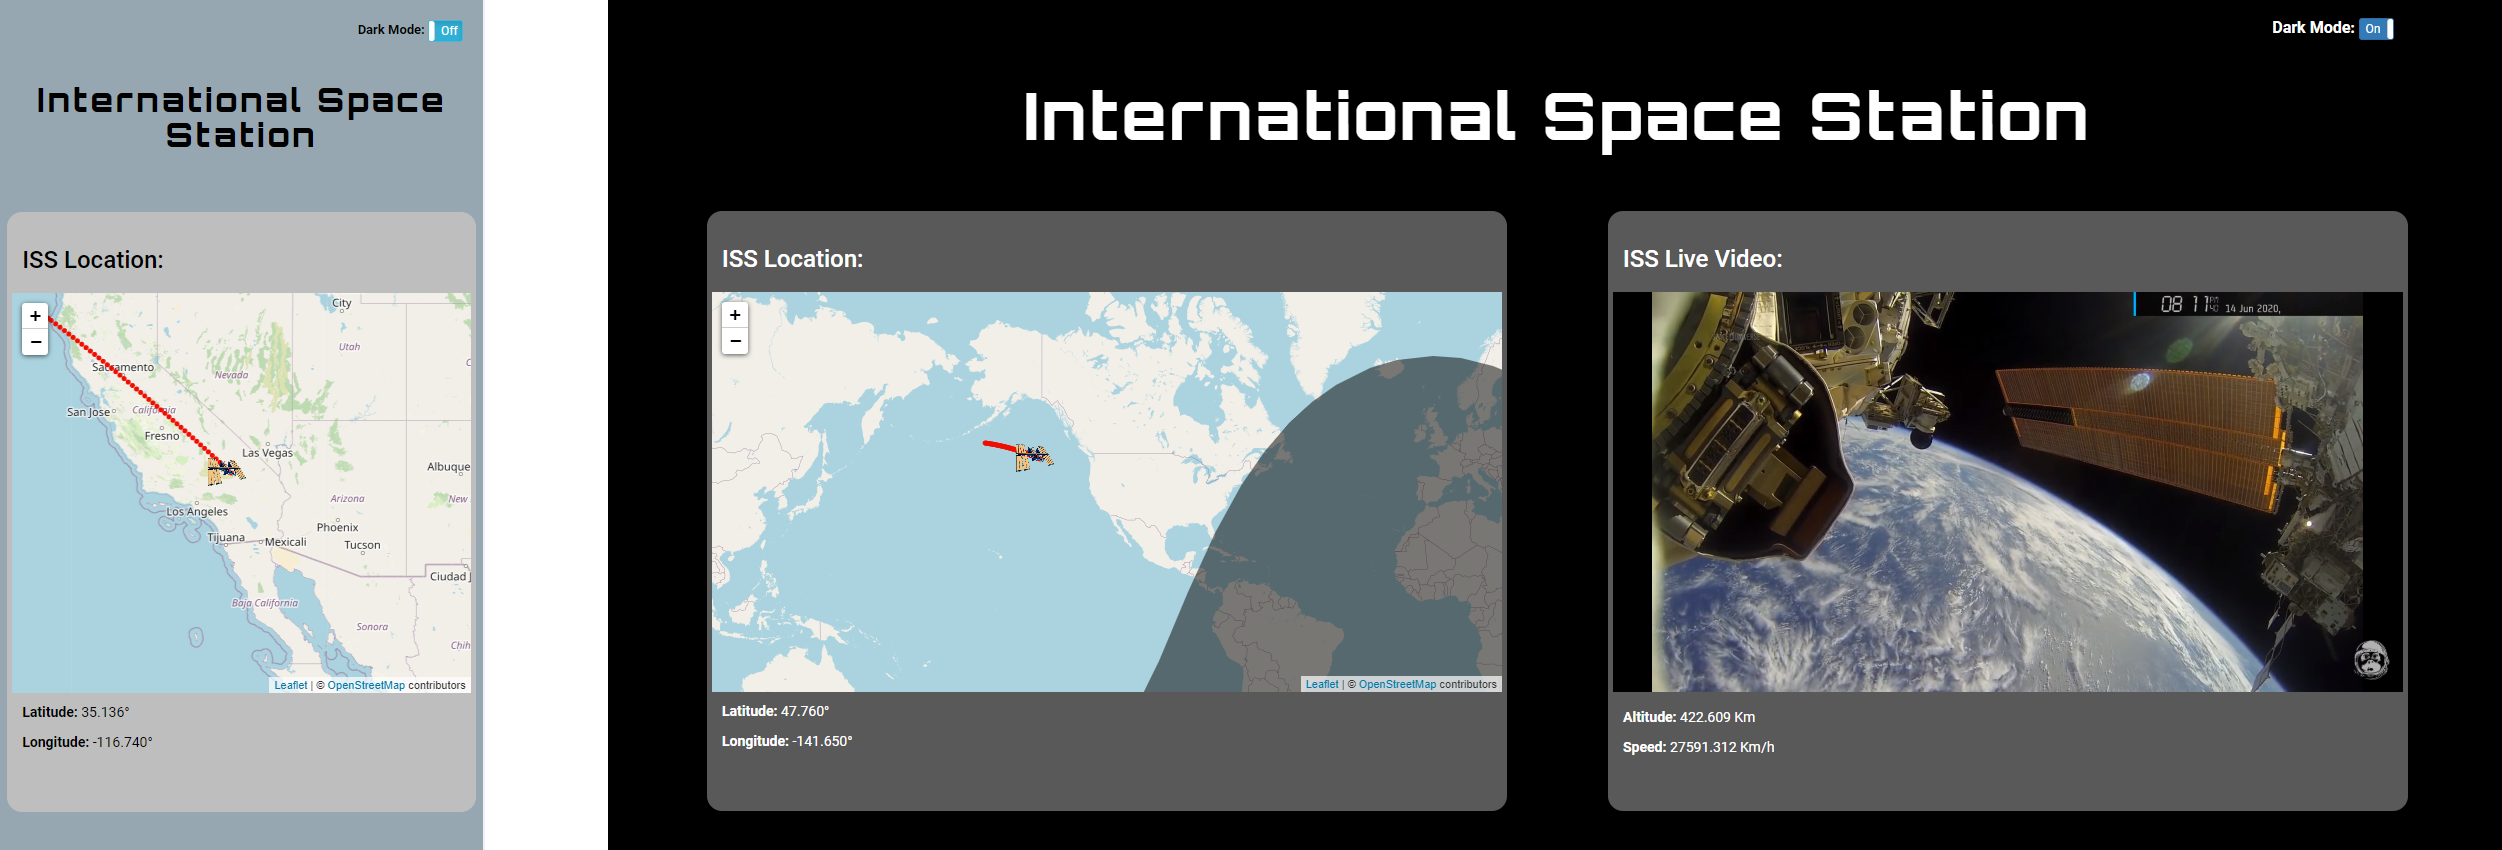 Dark Mode: Off
International Space
Station
ISS Location:
+
−
City
Utah
Sacramento
Nevada
San Jose
California
Fresno
Las Vegas
Albuque
Arizona
New
Los Angeles
Phoenix
Tijuana
Mexicali
Tucson
Ciudad J
Baja California
Sonora
Chih
Leaflet | © OpenStreetMap contributors
Latitude: 35.136°
Longitude: -116.740°
Dark Mode: On
International Space Station
ISS Location:
+
−
Leaflet | © OpenStreetMap contributors
Latitude: 47.760°
Longitude: -141.650°
ISS Live Video:
08 11 PM 14 Jun 2020,
Altitude: 422.609 Km
Speed: 27591.312 Km/h